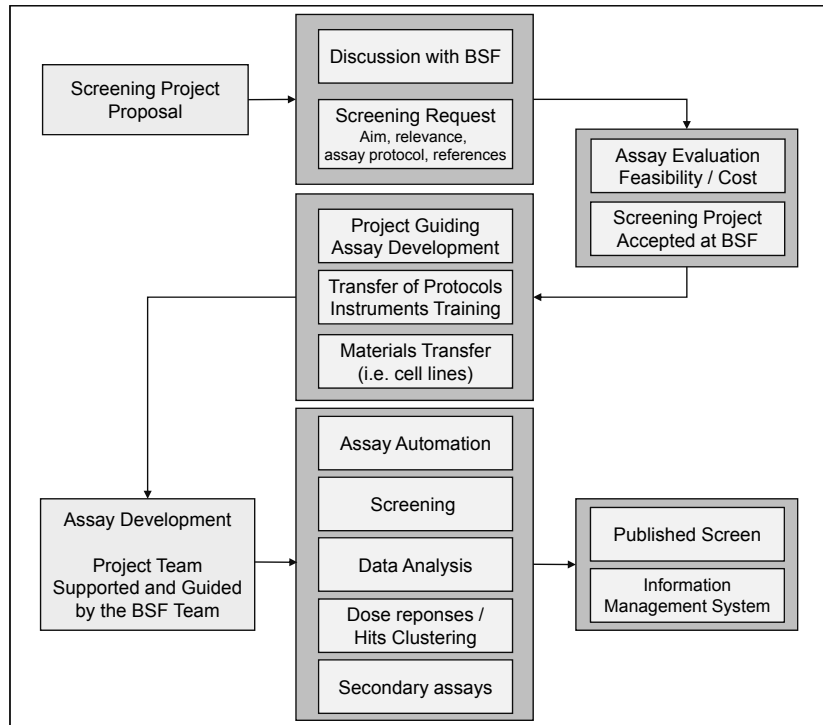 Screening Project
Proposal
Discussion with BSF
Screening Request
Aim, relevance,
assay protocol, references
Assay Evaluation
Feasibility / Cost
Screening Project
Accepted at BSF
Project Guiding
Assay Development
Transfer of Protocols
Instruments Training
Materials Transfer
(i.e. cell lines)
Assay Development
Project Team
Supported and Guided
by the BSF Team
Assay Automation
Screening
Data Analysis
Dose reponses /
Hits Clustering
Secondary assays
Published Screen
Information
Management System